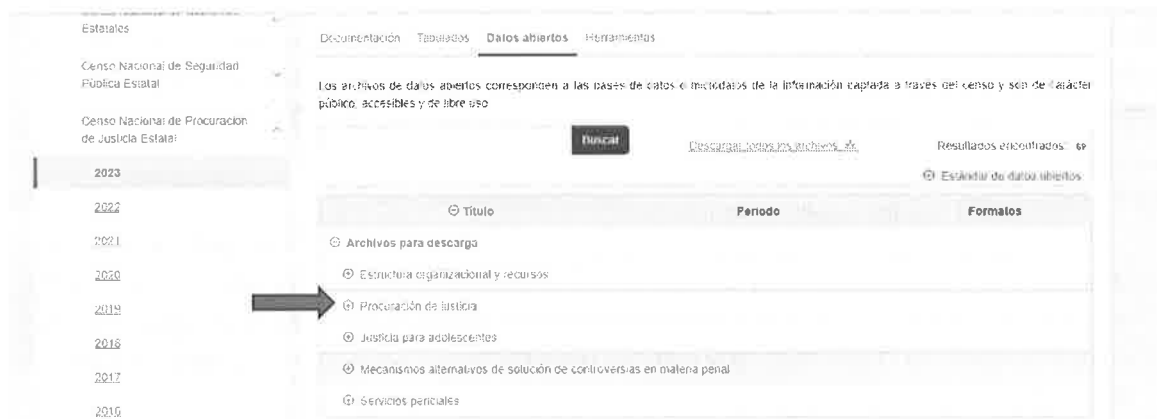 Estatales
Censo Nacional de Seguridad
Pública Estatal
Censo Nacional de Procuración
de Justicia Estatal
2023
2022
2021
2020
2019
2018
2017
2016
Documentación Tabulados Datos abiertos Herramientas
Los archivos de datos abiertos corresponden a las bases de datos o microdatos de la información captada a través del censo y son de carácter
público, accesibles y de libre uso
Buscar Descargar todos los archivos Resultados encontrados: 69
Estándar de datos abiertos
Título Periodo Formatos
Archivos para descarga
Estructura organizacional y recursos
Procuración de justicia
Justicia para adolescentes
Mecanismos alternativos de solución de controversias en materia penal
Servicios periciales